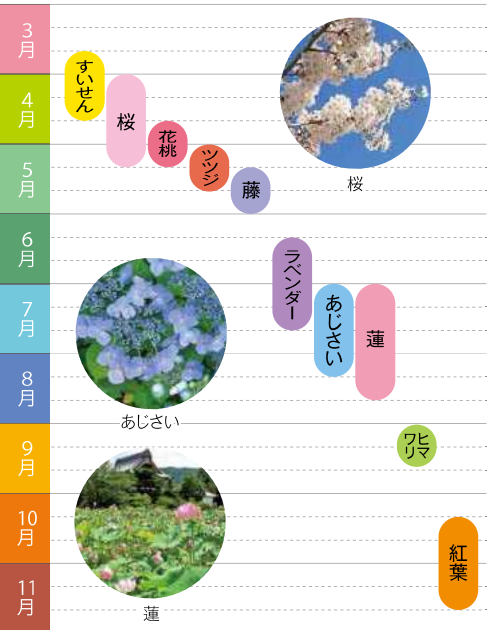 3月
4月
5月
6月
7月
8月
9月
10月
11月
すいせん
桜
花桃
ツツジ
藤
ラベンダー
あじさい
蓮
ヒマワリ
紅葉
桜
あじさい
蓮